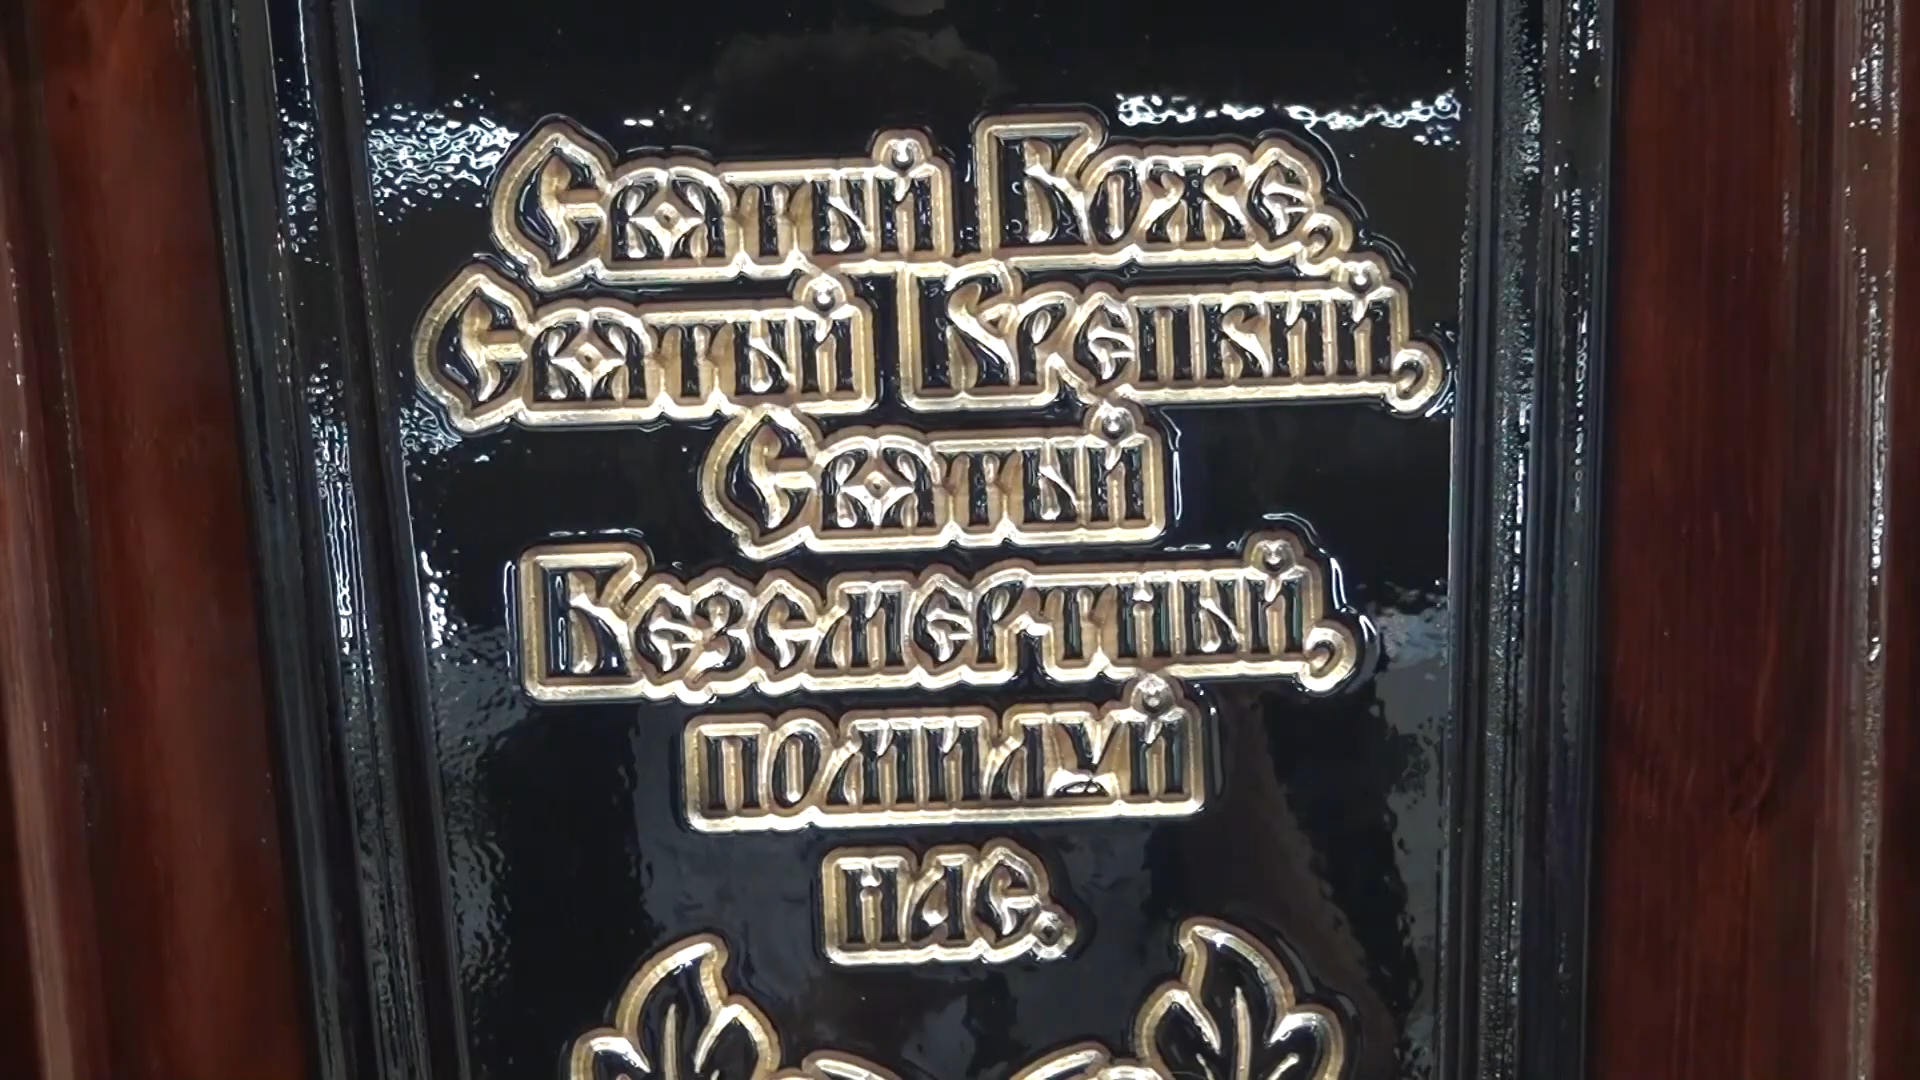 Святый Боже,
Святый Крепкий,
Святый
Безсмертный,
помилуй
нас.